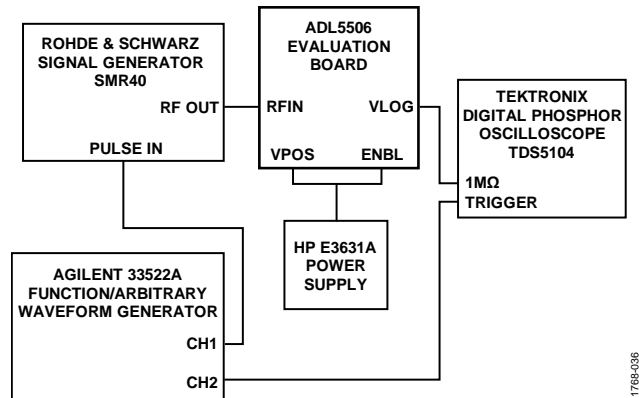 ROHDE & SCHWARZ
SIGNAL GENERATOR
SMR40
RF OUT
PULSE IN
ADL5506
EVALUATION
BOARD
RFIN
VLOG
VPOS
ENBL
TEKTRONIX
DIGITAL PHOSPHOR
OSCILLOSCOPE
TDS5104
1MΩ
TRIGGER
HP E3631A
POWER
SUPPLY
AGILENT 33522A
FUNCTION/ARBITRARY
WAVEFORM GENERATOR
CH1
CH2
1768-036